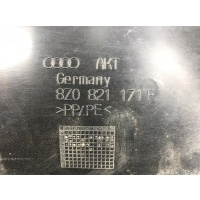 AKT
Germany
8Z0 821 171 F
>PP/PE<